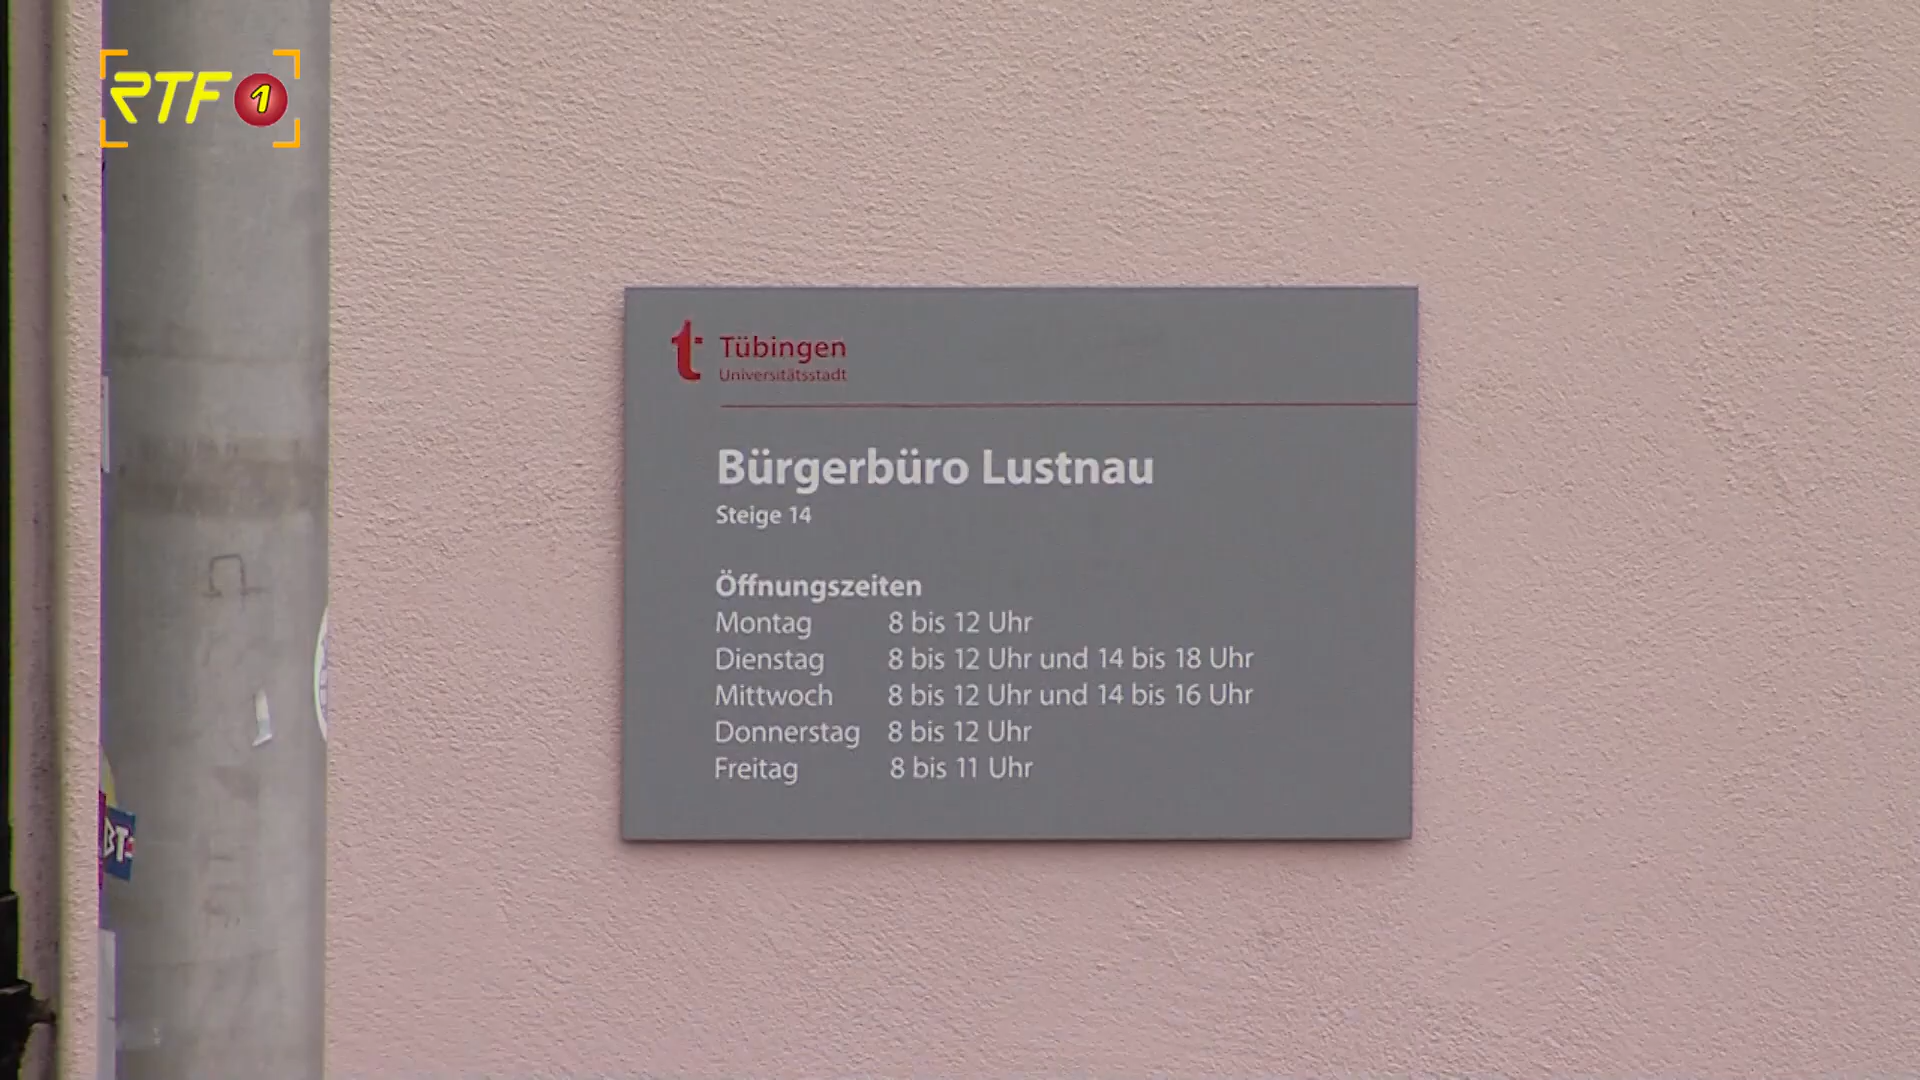 RTF 1
t Tübingen
Universitätsstadt
Bürgerbüro Lustnau
Steige 14
Öffnungszeiten
Montag 8 bis 12 Uhr
Dienstag 8 bis 12 Uhr und 14 bis 18 Uhr
Mittwoch 8 bis 12 Uhr und 14 bis 16 Uhr
Donnerstag 8 bis 12 Uhr
Freitag 8 bis 11 Uhr